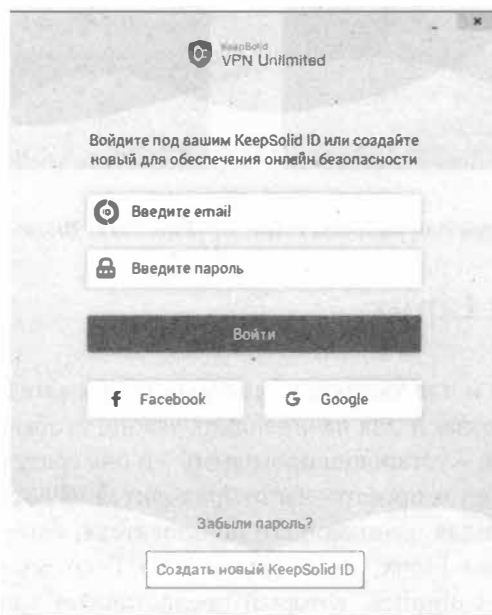 KeepSolid
VPN Unlimited
Войдите под вашим KeepSolid ID или создайте
новый для обеспечения онлейн безопасности
Введите email
Введите пароль
Войти
Facebook
Google
Забыли пароль?
Создать новый KeepSolid ID